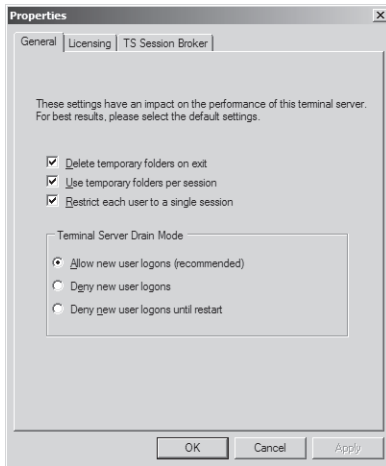 Properties
General Licensing TS Session Broker
These settings have an impact on the performance of this terminal server.
For best results, please select the default settings.
Delete temporary folders on exit
Use temporary folders per session
Restrict each user to a single session
Terminal Server Drain Mode
Allow new user logons (recommended)
Deny new user logons
Deny new user logons until restart
OK Cancel Apply